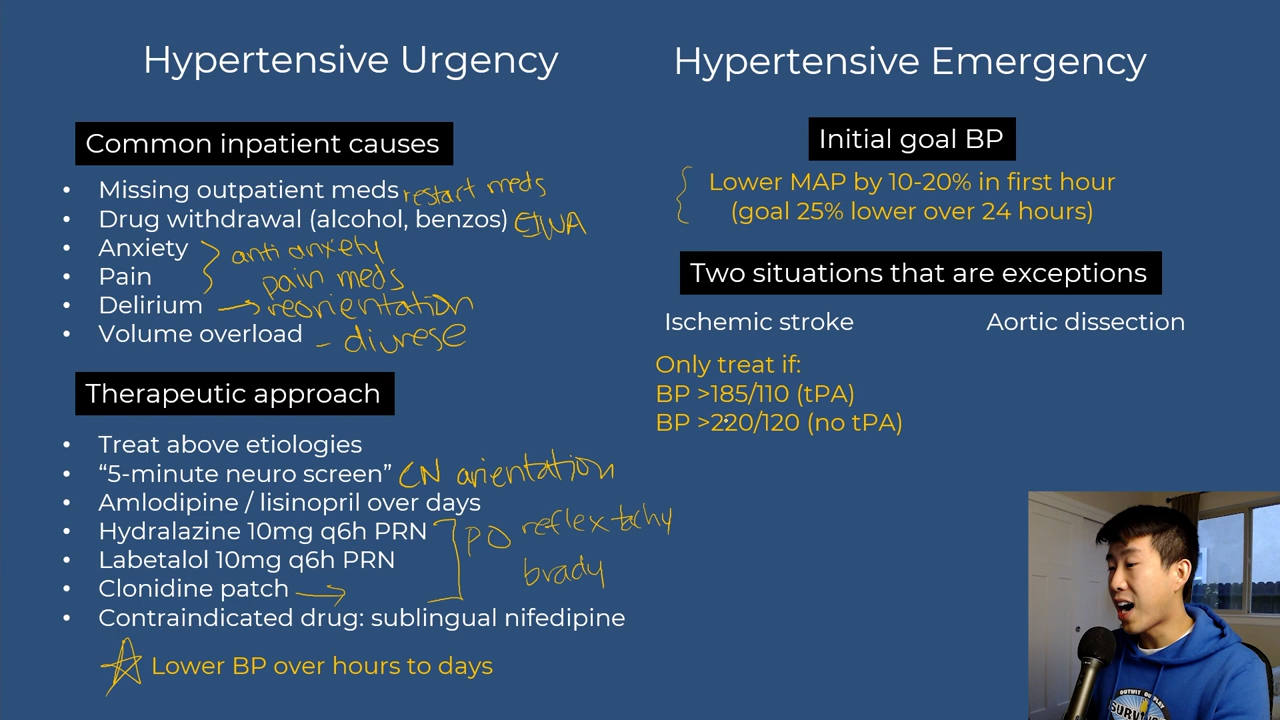 Hypertensive Urgency
Common inpatient causes
• Missing outpatient meds restart meds
• Drug withdrawal (alcohol, benzos) CIWA
• Anxiety anti anxiety
• Pain pain meds
• Delirium → reorientation
• Volume overload - diurese
Therapeutic approach
• Treat above etiologies
• “5-minute neuro screen” CN orientation
• Amlodipine / lisinopril over days
• Hydralazine 10mg q6h PRN PO reflex tachy
• Labetalol 10mg q6h PRN brady
• Clonidine patch →
• Contraindicated drug: sublingual nifedipine
Lower BP over hours to days
Hypertensive Emergency
Initial goal BP
Lower MAP by 10-20% in first hour
(goal 25% lower over 24 hours)
Two situations that are exceptions
Ischemic stroke
Only treat if:
BP >185/110 (tPA)
BP >220/120 (no tPA)
Aortic dissection
OUTWIT OUTPLAY
SURVIV